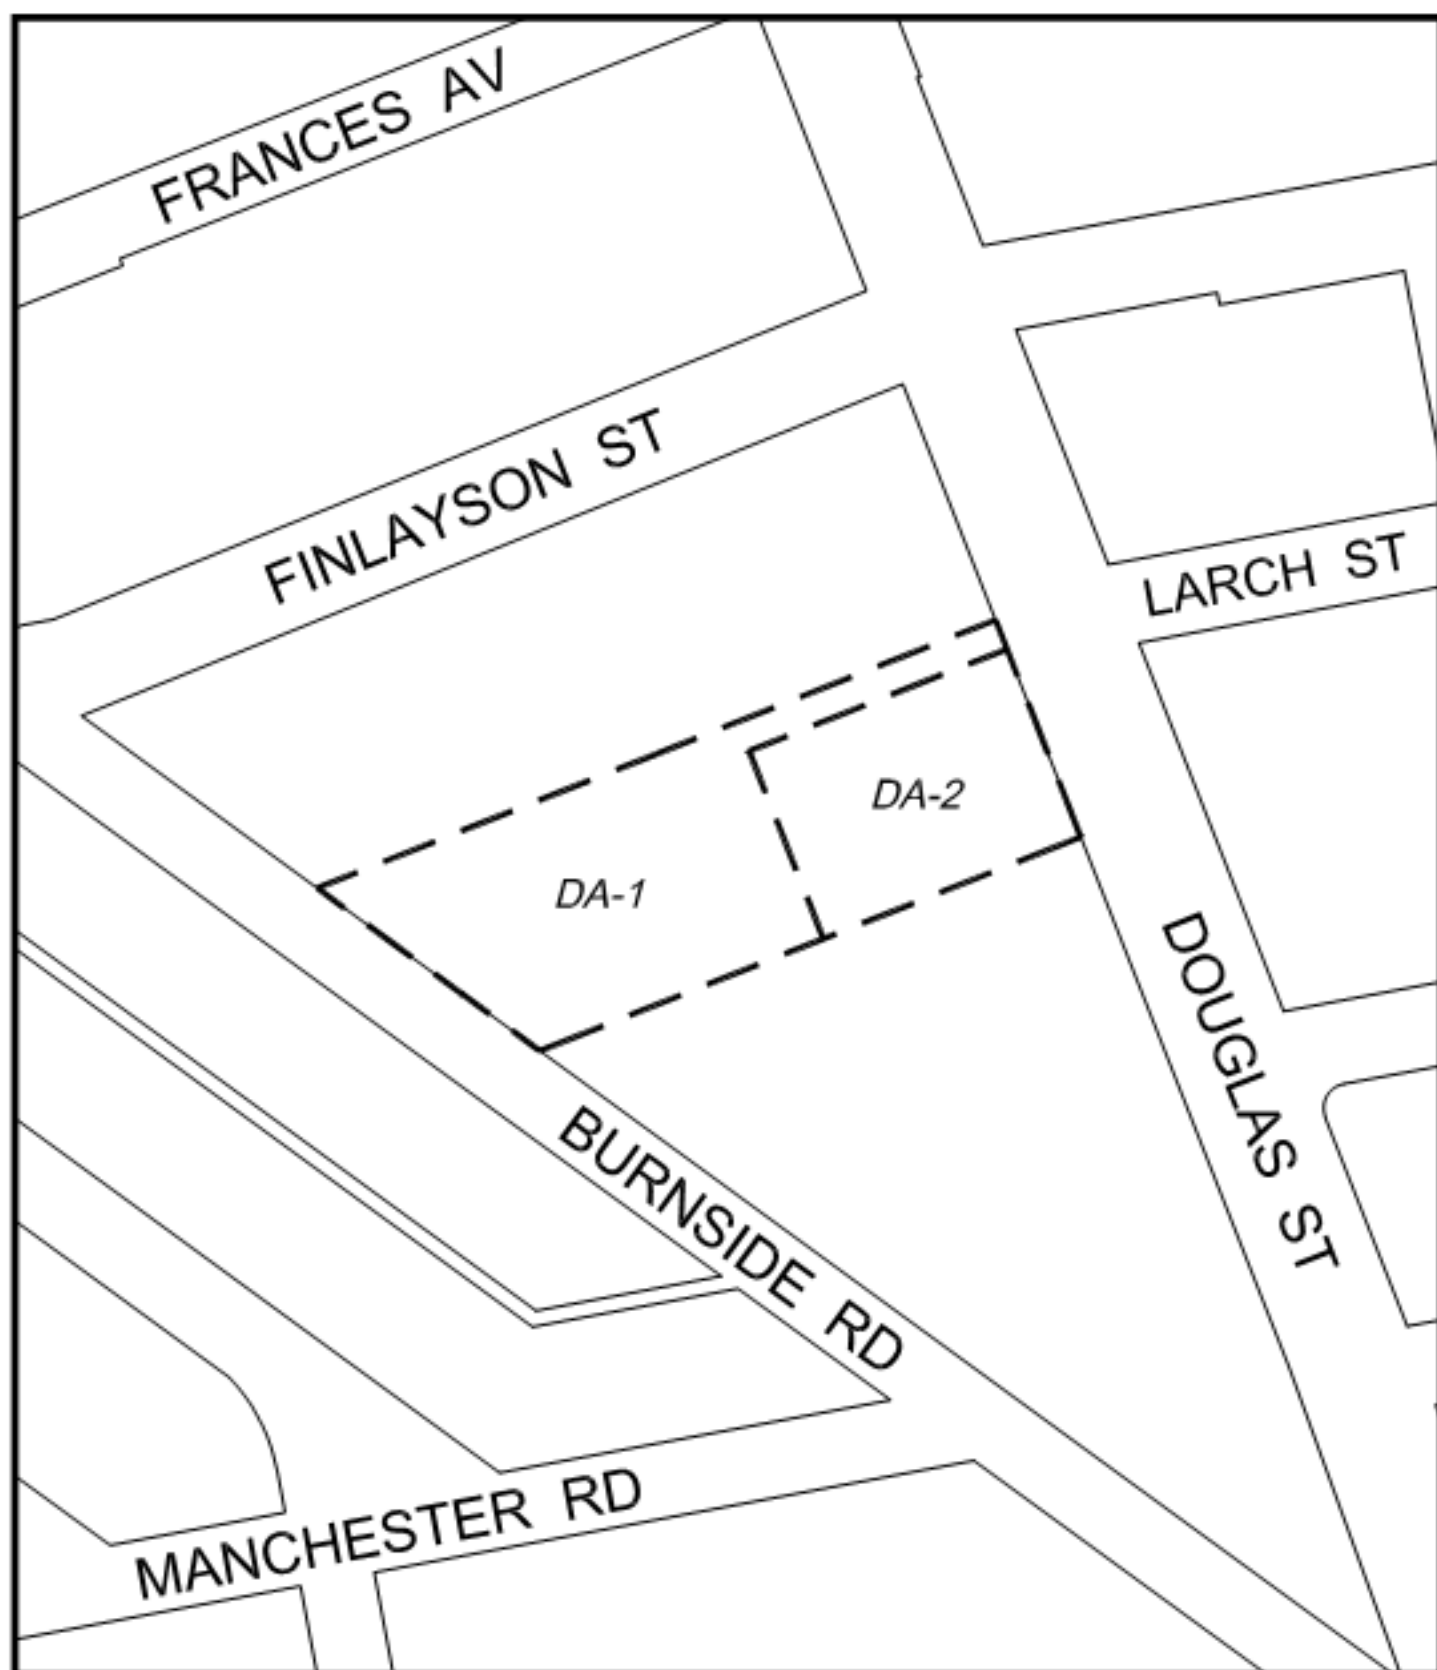 FRANCES AV
FINLAYSON ST
LARCH ST
DA-2
DA-1
DOUGLAS ST
BURNSIDE RD
MANCHESTER RD